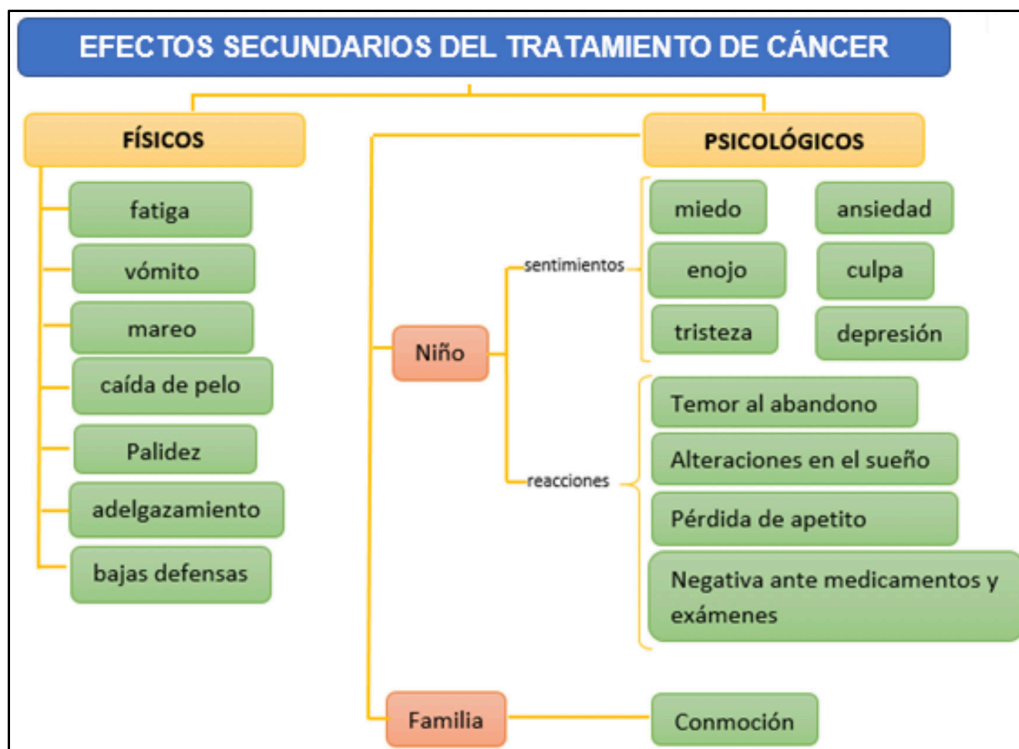 EFECTOS SECUNDARIOS DEL TRATAMIENTO DE CÁNCER
FÍSICOS
fatiga
vómito
mareo
caída de pelo
Palidez
adelgazamiento
bajas defensas
PSICOLÓGICOS
Niño
sentimientos
miedo
ansiedad
enojo
culpa
tristeza
depresión
reacciones
Temor al abandono
Alteraciones en el sueño
Pérdida de apetito
Negativa ante medicamentos y
exámenes
Familia
Conmoción